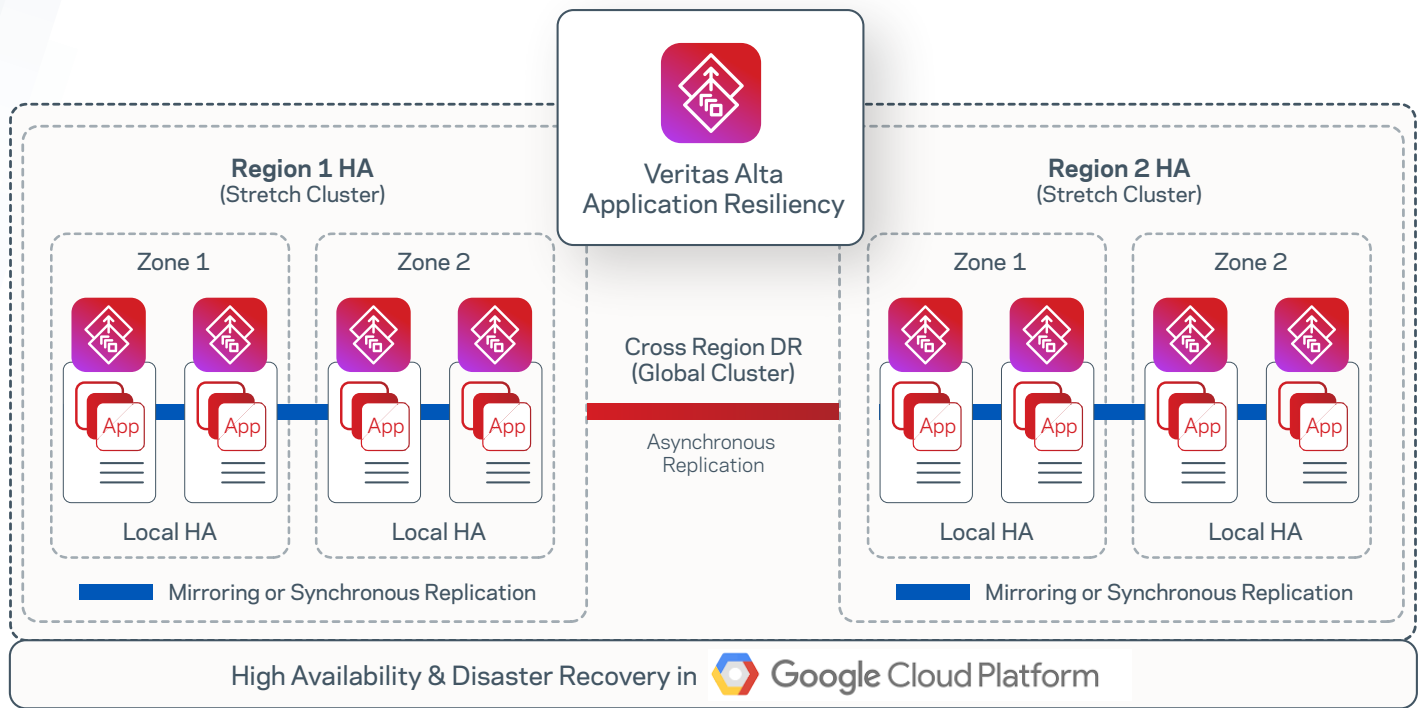 Veritas Alta
Application Resiliency
Region 1 HA
(Stretch Cluster)
Zone 1
Zone 2
App
App
App
App
Local HA
Local HA
Mirroring or Synchronous Replication
Cross Region DR
(Global Cluster)
Asynchronous
Replication
Region 2 HA
(Stretch Cluster)
Zone 1
Zone 2
App
App
App
App
Local HA
Local HA
Mirroring or Synchronous Replication
High Availability & Disaster Recovery in Google Cloud Platform